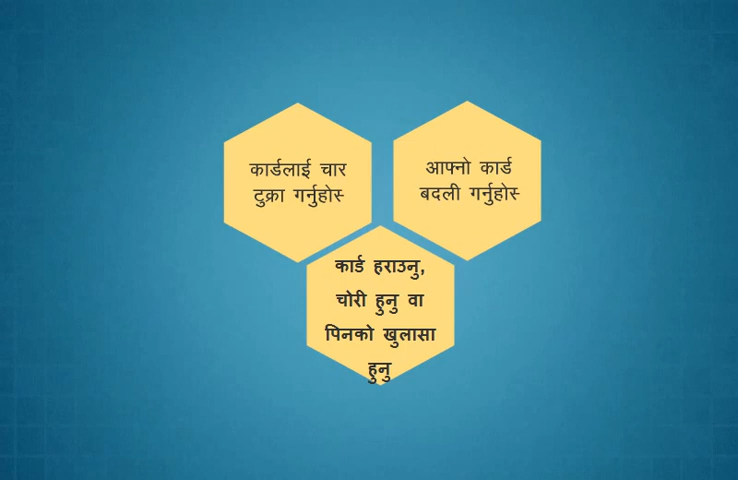 कार्डलाई चार
टुक्रा गर्नुहोस्
आफ्नो कार्ड
बदली गर्नुहोस्
कार्ड हराउनु,
चोरी हुनु वा
पिनको खुलासा
हुनु